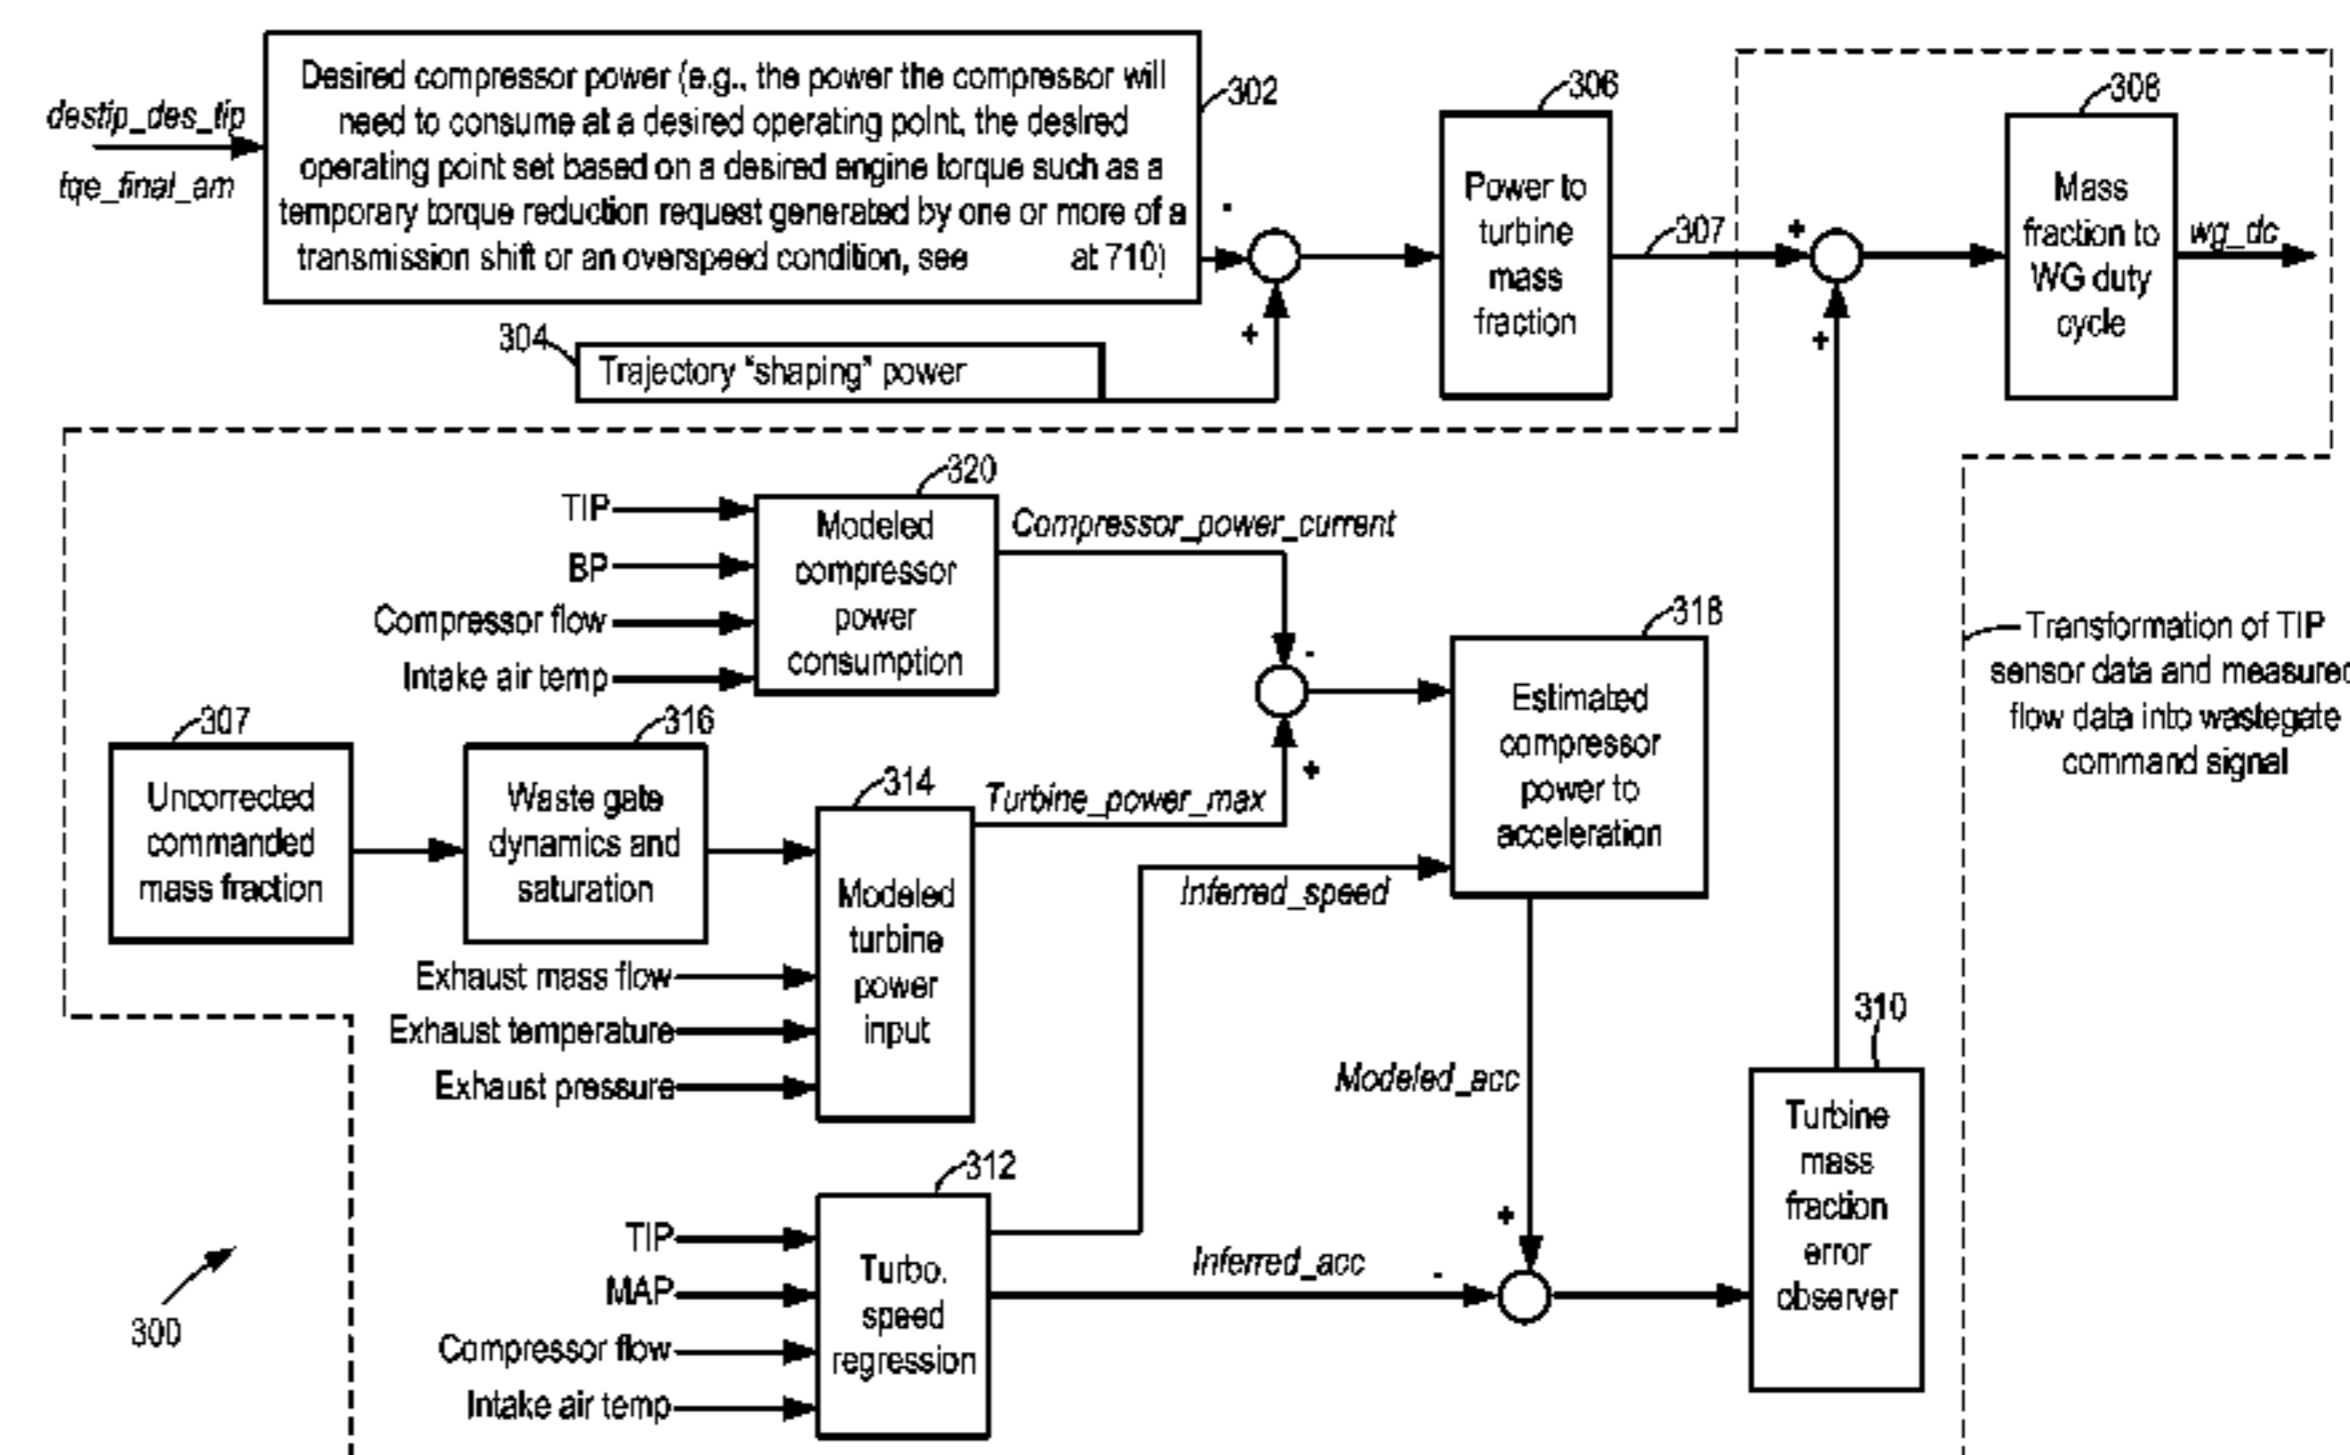 destip_des_tip
tqe_final_am
Desired compressor power (e.g., the power the compressor will
need to consume at a desired operating point, the desired
operating point set based on a desired engine torque such as a
temporary torque reduction request generated by one or more of a
transmission shift or an overspeed condition, see at 710)
302
-
304
Trajectory "shaping" power
+
306
Power to
turbine
mass
fraction
307
+
+
308
Mass
fraction to
WG duty
cycle
wg_dc
320
TIP
BP
Compressor flow
Intake air temp
Modeled
compressor
power
consumption
Compressor_power_current
-
+
318
Estimated
compressor
power to
acceleration
Transformation of TIP
sensor data and measured
flow data into wastegate
command signal
307
Uncorrected
commanded
mass fraction
316
Waste gate
dynamics and
saturation
314
Modeled
turbine
power
input
Turbine_power_max
Inferred_speed
Exhaust mass flow
Exhaust temperature
Exhaust pressure
Modeled_acc
310
Turbine
mass
fraction
error
observer
312
TIP
MAP
Compressor flow
Intake air temp
Turbo.
speed
regression
Inferred_acc
-
+
300